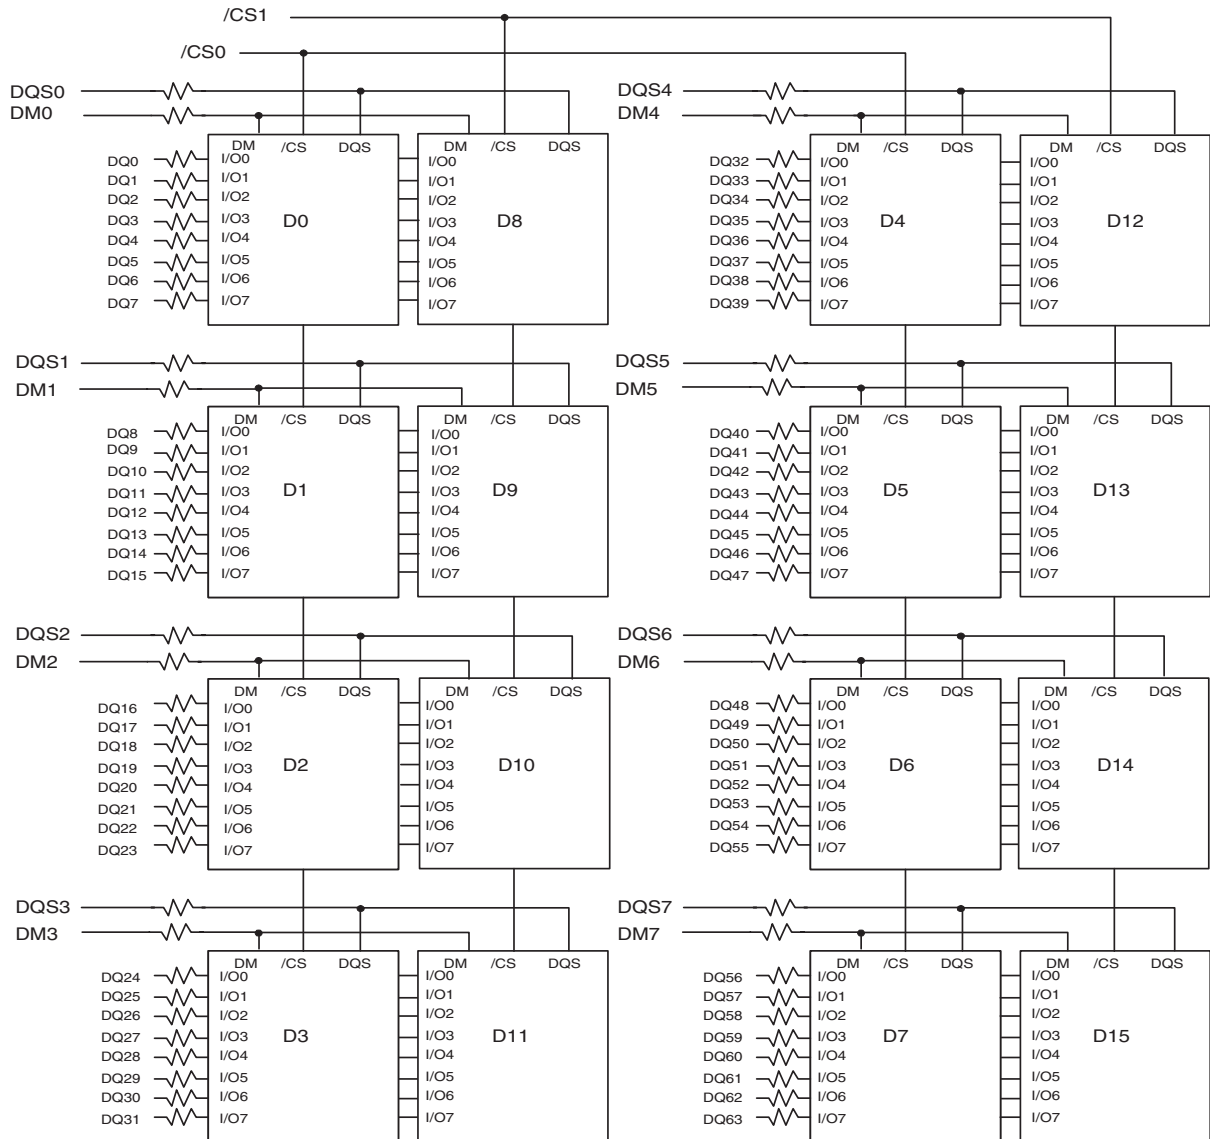 /CS1
/CS0
DQS0
DM0
DM /CS DQS
DM /CS DQS
DQ0 I/O0 I/O0
DQ1 I/O1 I/O1
DQ2 I/O2 I/O2
DQ3 I/O3 D0 I/O3 D8
DQ4 I/O4 I/O4
DQ5 I/O5 I/O5
DQ6 I/O6 I/O6
DQ7 I/O7 I/O7
DQS1
DM1
DM /CS DQS
DM /CS DQS
DQ8 I/O0 I/O0
DQ9 I/O1 I/O1
DQ10 I/O2 I/O2
DQ11 I/O3 D1 I/O3 D9
DQ12 I/O4 I/O4
DQ13 I/O5 I/O5
DQ14 I/O6 I/O6
DQ15 I/O7 I/O7
DQS2
DM2
DM /CS DQS
DM /CS DQS
DQ16 I/O0 I/O0
DQ17 I/O1 I/O1
DQ18 I/O2 I/O2
DQ19 I/O3 D2 I/O3 D10
DQ20 I/O4 I/O4
DQ21 I/O5 I/O5
DQ22 I/O6 I/O6
DQ23 I/O7 I/O7
DQS3
DM3
DM /CS DQS
DM /CS DQS
DQ24 I/O0 I/O0
DQ25 I/O1 I/O1
DQ26 I/O2 I/O2
DQ27 I/O3 D3 I/O3 D11
DQ28 I/O4 I/O4
DQ29 I/O5 I/O5
DQ30 I/O6 I/O6
DQ31 I/O7 I/O7
DQS4
DM4
DM /CS DQS
DM /CS DQS
DQ32 I/O0 I/O0
DQ33 I/O1 I/O1
DQ34 I/O2 I/O2
DQ35 I/O3 D4 I/O3 D12
DQ36 I/O4 I/O4
DQ37 I/O5 I/O5
DQ38 I/O6 I/O6
DQ39 I/O7 I/O7
DQS5
DM5
DM /CS DQS
DM /CS DQS
DQ40 I/O0 I/O0
DQ41 I/O1 I/O1
DQ42 I/O2 I/O2
DQ43 I/O3 D5 I/O3 D13
DQ44 I/O4 I/O4
DQ45 I/O5 I/O5
DQ46 I/O6 I/O6
DQ47 I/O7 I/O7
DQS6
DM6
DM /CS DQS
DM /CS DQS
DQ48 I/O0 I/O0
DQ49 I/O1 I/O1
DQ50 I/O2 I/O2
DQ51 I/O3 D6 I/O3 D14
DQ52 I/O4 I/O4
DQ53 I/O5 I/O5
DQ54 I/O6 I/O6
DQ55 I/O7 I/O7
DQS7
DM7
DM /CS DQS
DM /CS DQS
DQ56 I/O0 I/O0
DQ57 I/O1 I/O1
DQ58 I/O2 I/O2
DQ59 I/O3 D7 I/O3 D15
DQ60 I/O4 I/O4
DQ61 I/O5 I/O5
DQ62 I/O6 I/O6
DQ63 I/O7 I/O7